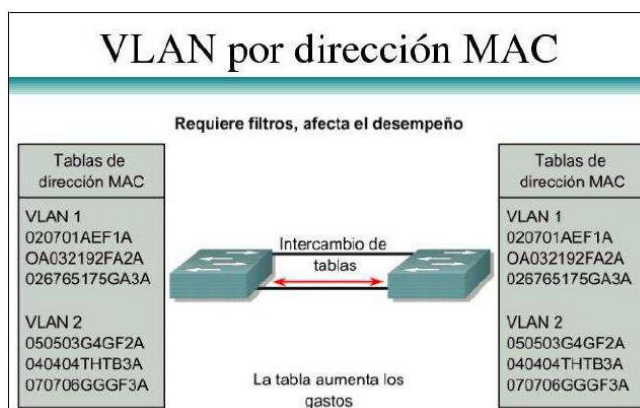 VLAN por dirección MAC
Requiere filtros, afecta el desempeño
Tablas de
dirección MAC
VLAN 1
020701AEF1A
OA032192FA2A
026765175GA3A
VLAN 2
050503G4GF2A
040404THTB3A
070706GGGF3A
Intercambio de
tablas
La tabla aumenta los
gastos
Tablas de
dirección MAC
VLAN 1
020701AEF1A
OA032192FA2A
026765175GA3A
VLAN 2
050503G4GF2A
040404THTB3A
070706GGGF3A